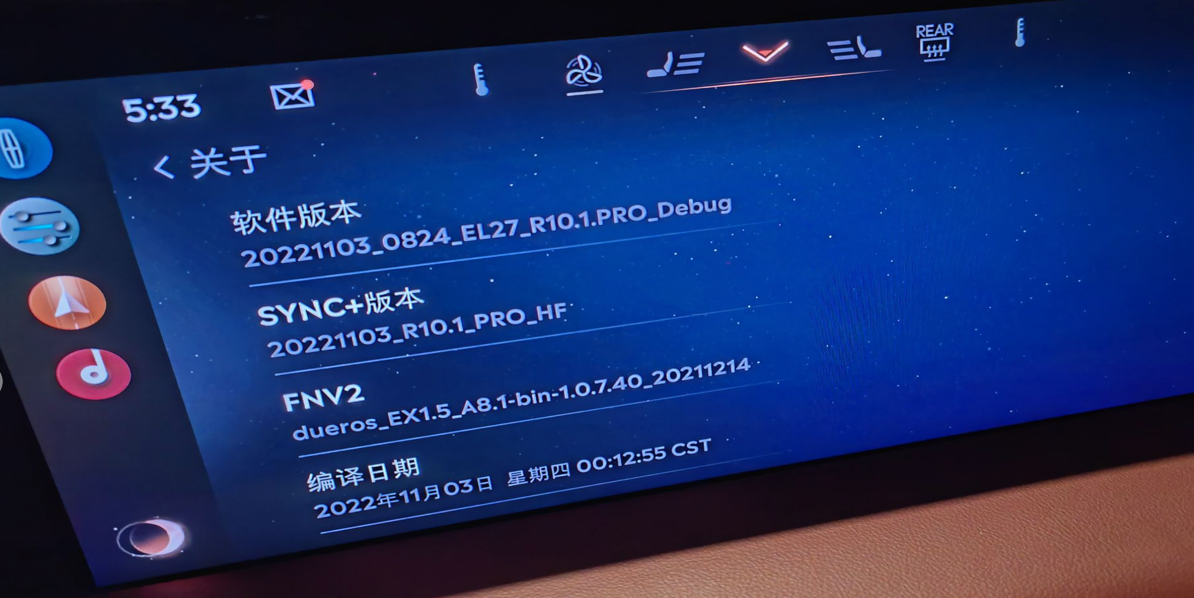 5:33
REAR
关于
软件版本
20221103_0824_EL27_R10.1.PRO_Debug
SYNC+版本
20221103_R10.1_PRO_HF
FNV2
dueros_EX1.5_A8.1-bin-1.0.7.40_20211214
编译日期
2022年11月03日 星期四 00:12:55 CST